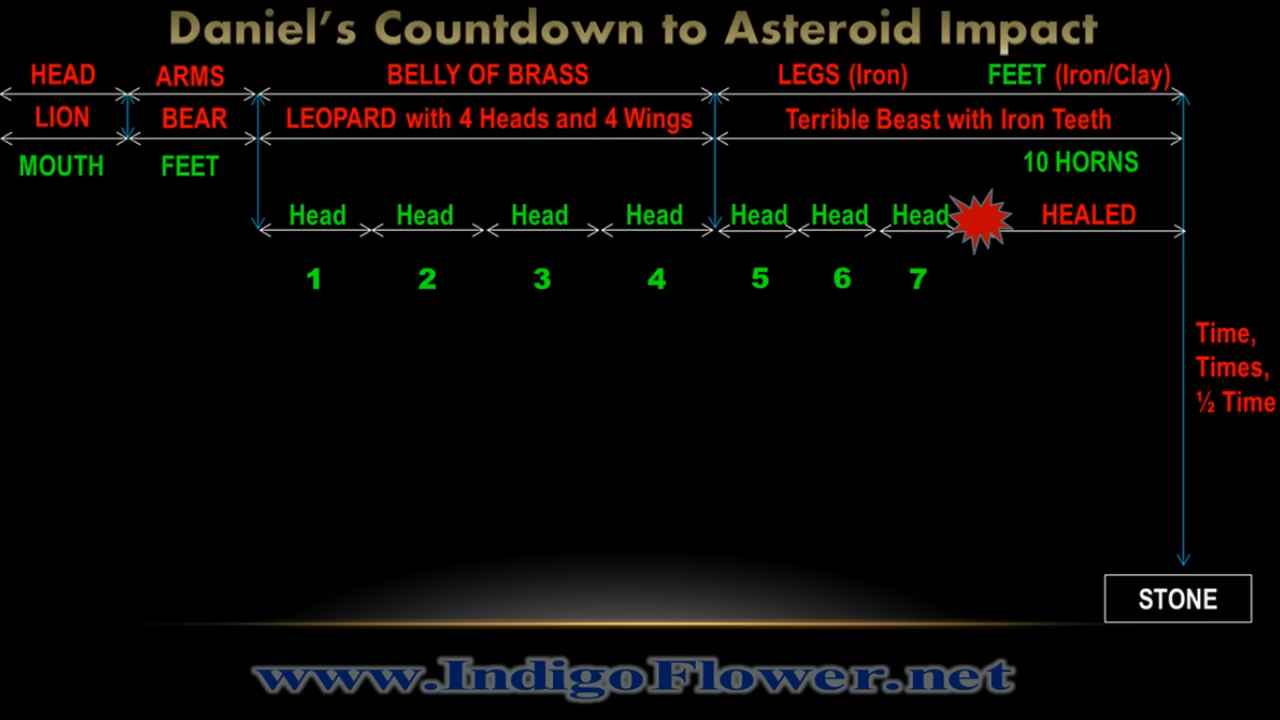 Daniel's Countdown to Asteroid Impact
HEAD ARMS BELLY OF BRASS LEGS (Iron) FEET (Iron/Clay)
LION BEAR LEOPARD with 4 Heads and 4 Wings Terrible Beast with Iron Teeth
MOUTH FEET 10 HORNS
Head Head Head Head Head Head Head HEALED
1 2 3 4 5 6 7
Time,
Times,
½ Time
STONE
www.IndigoFlower.net